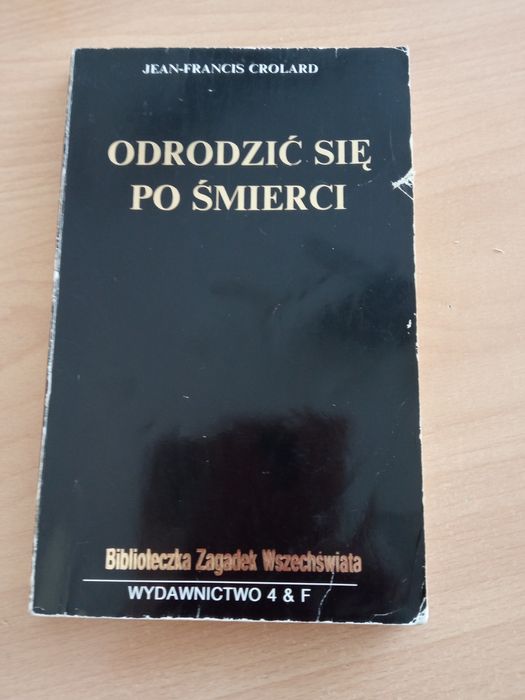 JEAN-FRANCIS CROLARD
ODRODZIĆ SIĘ
PO ŚMIERCI
Biblioteczka Zagadek Wszechświata
WYDAWNICTWO 4 & F